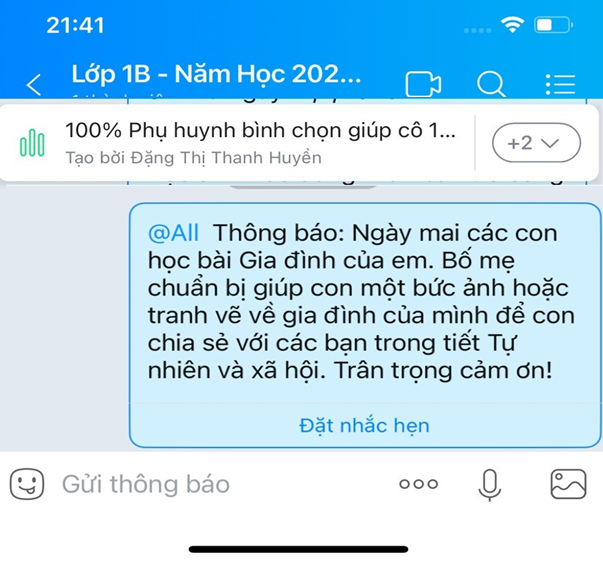 21:41
Lớp 1B - Năm Học 202...
100% Phụ huynh bình chọn giúp cô 1...
+2
Tạo bởi Đặng Thị Thanh Huyền
@All Thông báo: Ngày mai các con
học bài Gia đình của em. Bố mẹ
chuẩn bị giúp con một bức ảnh hoặc
tranh vẽ về gia đình của mình để con
chia sẻ với các bạn trong tiết Tự
nhiên và xã hội. Trân trọng cảm ơn!
Đặt nhắc hẹn
Gửi thông báo